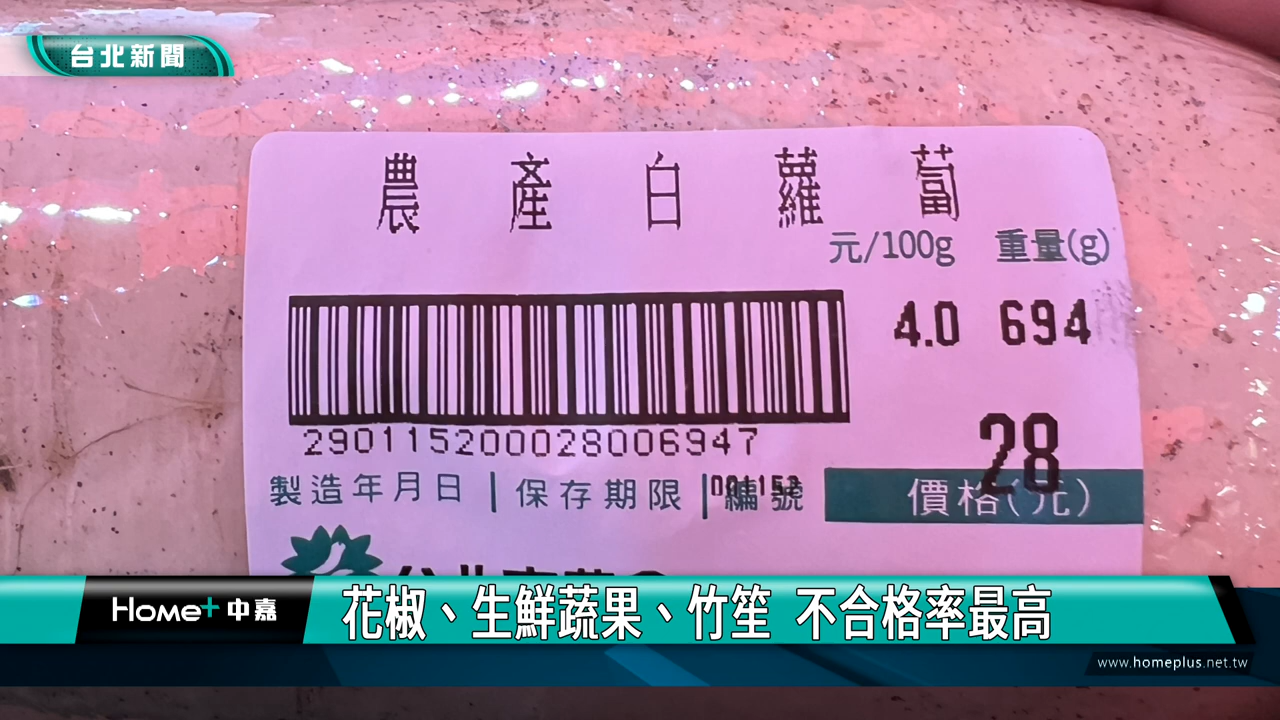 台北新聞
農產白蘿蔔
元/100g 重量(g)
4.0 694
290115200028006947
28
製造年月日 保存期限 編號 價格(元)
001152
Home+中嘉
花椒、生鮮蔬果、竹笙 不合格率最高
www.homeplus.net.tw